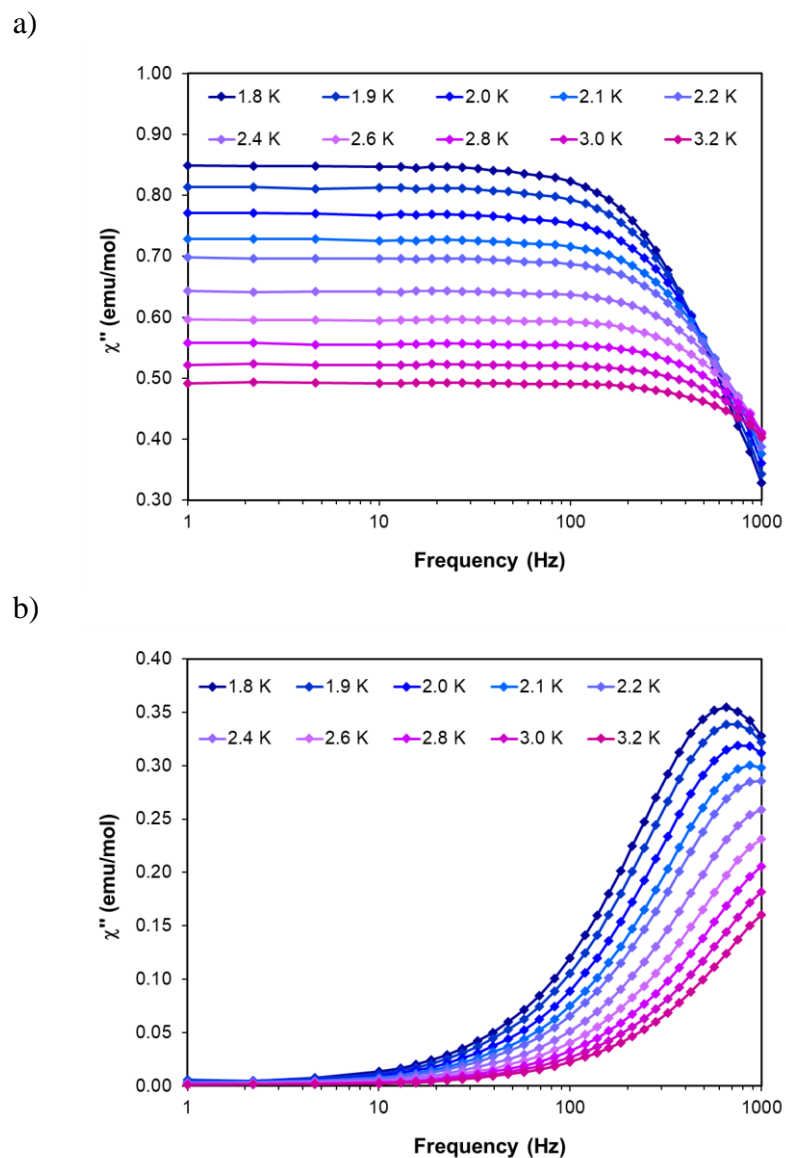 a)
1.00
0.90
0.80
0.70
0.60
0.50
0.40
0.30
χ" (emu/mol)
1.8 K 1.9 K 2.0 K 2.1 K 2.2 K
2.4 K 2.6 K 2.8 K 3.0 K 3.2 K
1 10 100 1000
Frequency (Hz)
b)
0.40
0.35
0.30
0.25
0.20
0.15
0.10
0.05
0.00
χ" (emu/mol)
1.8 K 1.9 K 2.0 K 2.1 K 2.2 K
2.4 K 2.6 K 2.8 K 3.0 K 3.2 K
1 10 100 1000
Frequency (Hz)